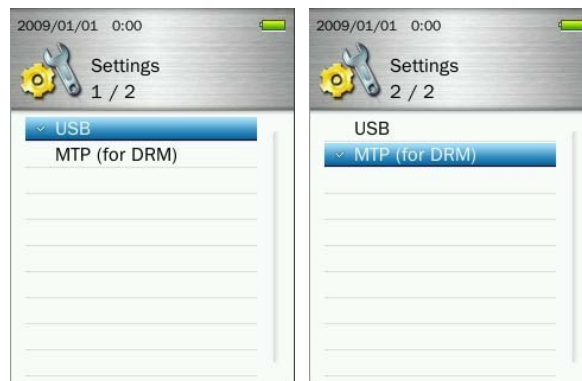 2009/01/01 0:00
Settings
1 / 2
USB
MTP (for DRM)
2009/01/01 0:00
Settings
2 / 2
USB
MTP (for DRM)